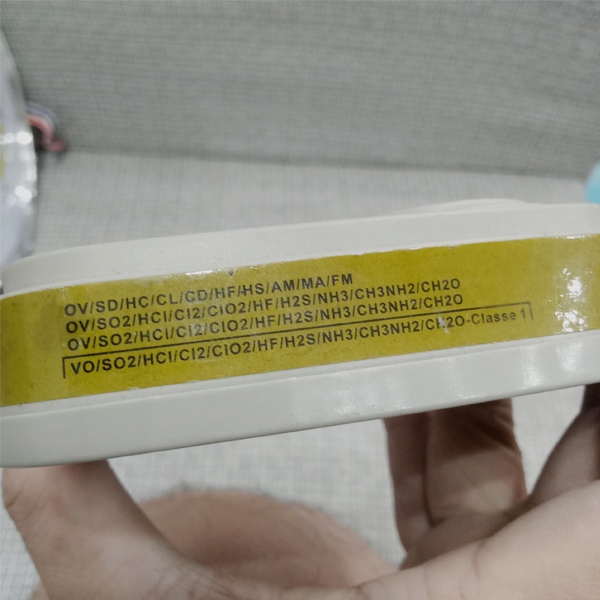 OV/SD/HC/CL/CD/HF/HS/AM/MA/FM
OV/SO2/HCl/Cl2/ClO2/HF/H2S/NH3/CH3NH2/CH2O
OV/SO2/HCl/Cl2/ClO2/HF/H2S/NH3/CH3NH2/CH2O
VO/SO2/HCl/Cl2/ClO2/HF/H2S/NH3/CH3NH2/CH2O-Classe 1